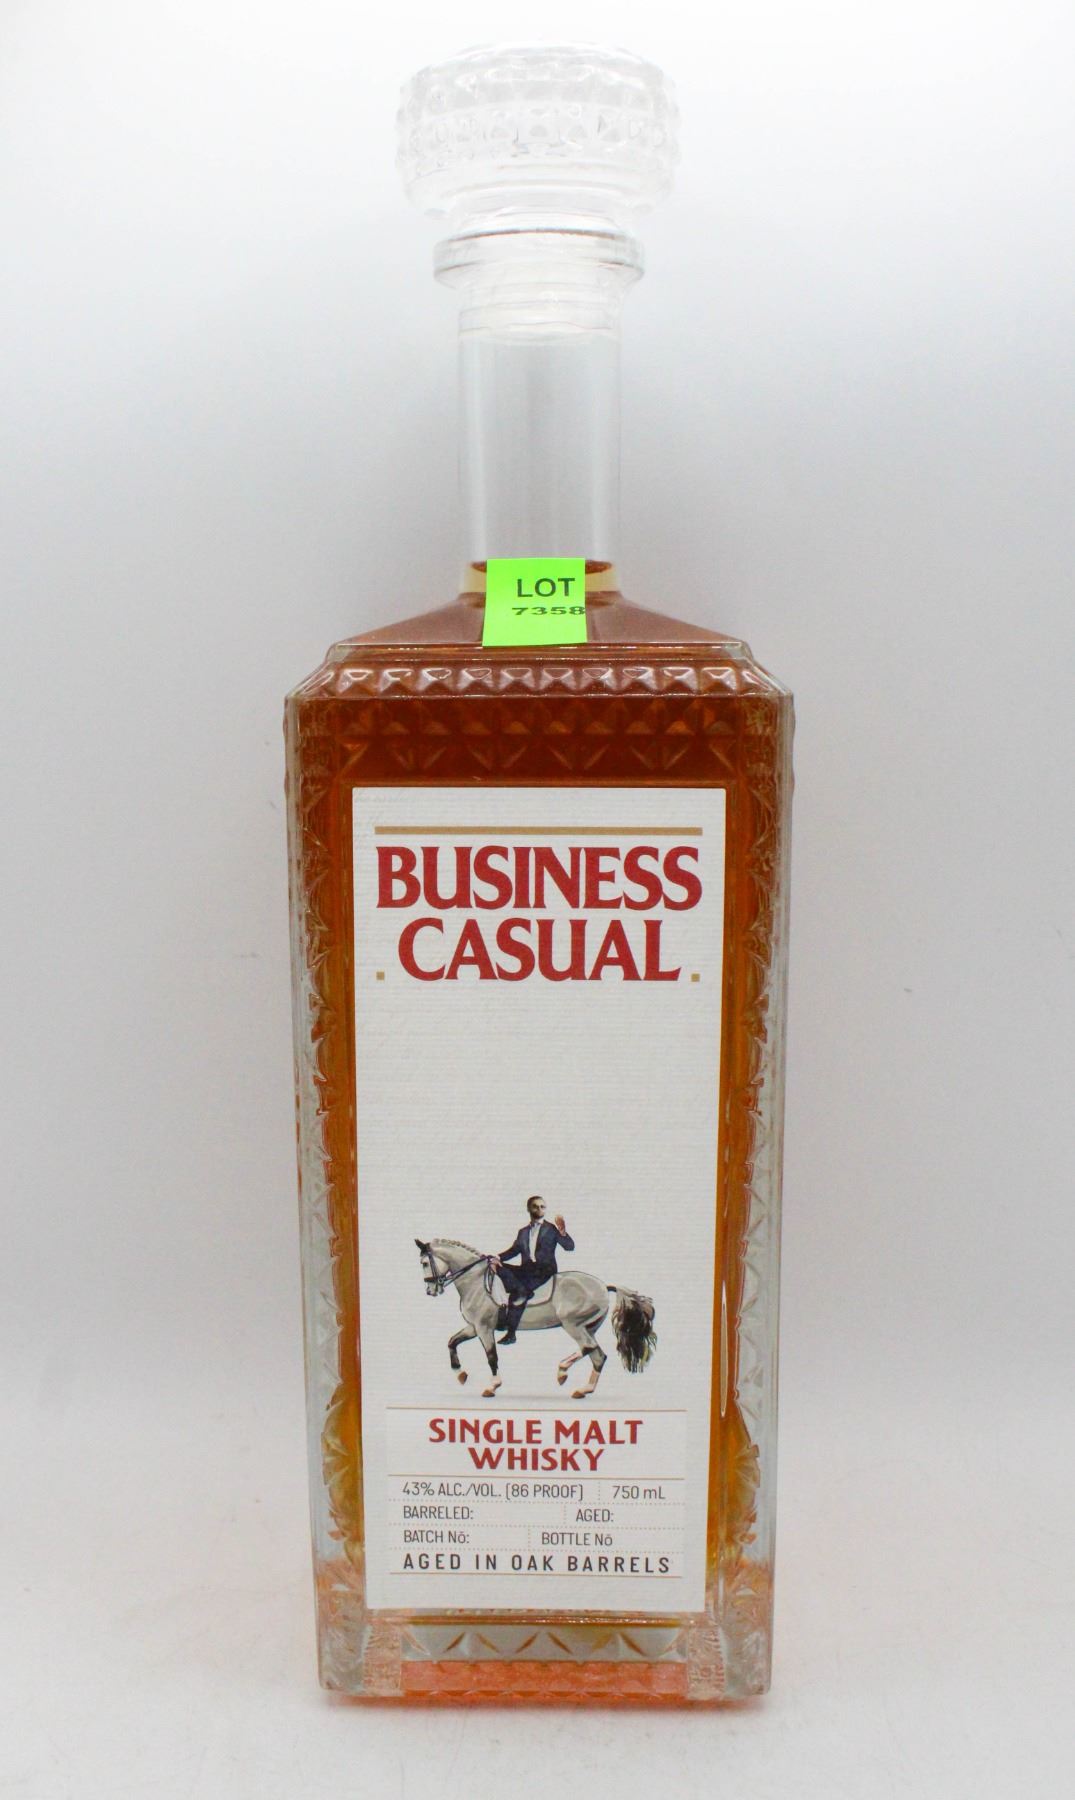 LOT
7358
BUSINESS
CASUAL
SINGLE MALT
WHISKY
43% ALC./VOL. (86 PROOF) 750 mL
BARRELED: AGED:
BATCH Nō: BOTTLE Nō
AGED IN OAK BARRELS